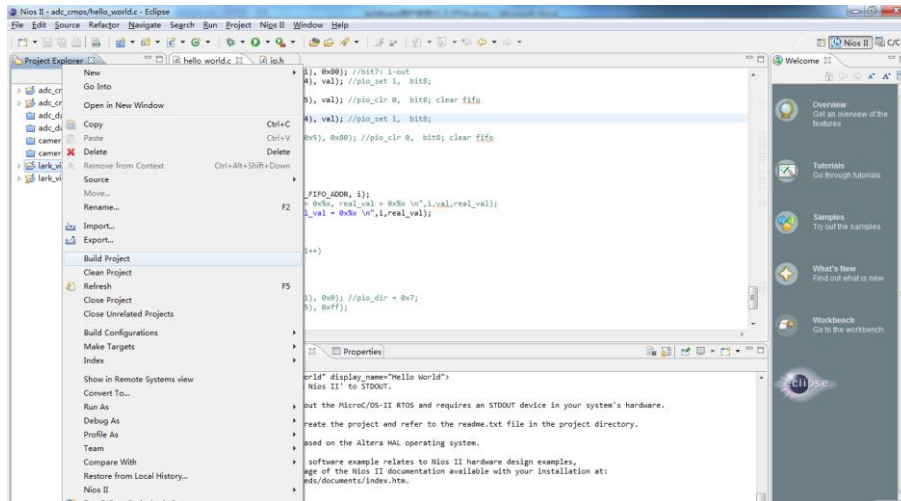 Nios II - adc_cmos/hello_world.c - Eclipse
File Edit Source Refactor Navigate Search Run Project Nios II Window Help
Nios II C/C
Project Explorer hello_world.c io.h Welcome
adc_cr
adc_cr
adc_da
adc_da
camer
camer
lark_vi
lark_vi
New
Go Into
Open in New Window
Copy Ctrl+C
Paste Ctrl+V
Delete Delete
Remove from Context Ctrl+Alt+Shift+Down
Source
Move...
Rename... F2
Import...
Export...
Build Project
Clean Project
Refresh F5
Close Project
Close Unrelated Projects
Build Configurations
Make Targets
Index
Show in Remote Systems view
Convert To...
Run As
Debug As
Profile As
Team
Compare With
Restore from Local History...
Nios II
1), 0x80); //bit7: 1-out
4), val); //pio_set 1, bit8;
5), val); //pio_clr 0, bit8; clear fifo
4), val); //pio_set 1, bit8;
0x5), 0x80); //pio_clr 0, bit8; clear fifo
_FIFO_ADDR, i);
= 0x%x, real_val = 0x%x \n",i,val,real_val);
l_val = 0x%x \n",i,real_val);
i++)
1), 0x0); //pio_dir = 0x7;
5), 0xff);
Properties
orld" display_name="Hello World">
Nios II' to STDOUT.
out the MicroC/OS-II RTOS and requires an STDOUT device in your system's hardware.
reate the project and refer to the readme.txt file in the project directory.
ased on the Altera HAL operating system.
software example relates to Nios II hardware design examples,
age of the Nios II documentation available with your installation at:
eds/documents/index.htm.
Overview
Get an overview of the features
Tutorials
Go through tutorials
Samples
Try out the samples
What's New
Find out what is new
Workbench
Go to the workbench
eclipse